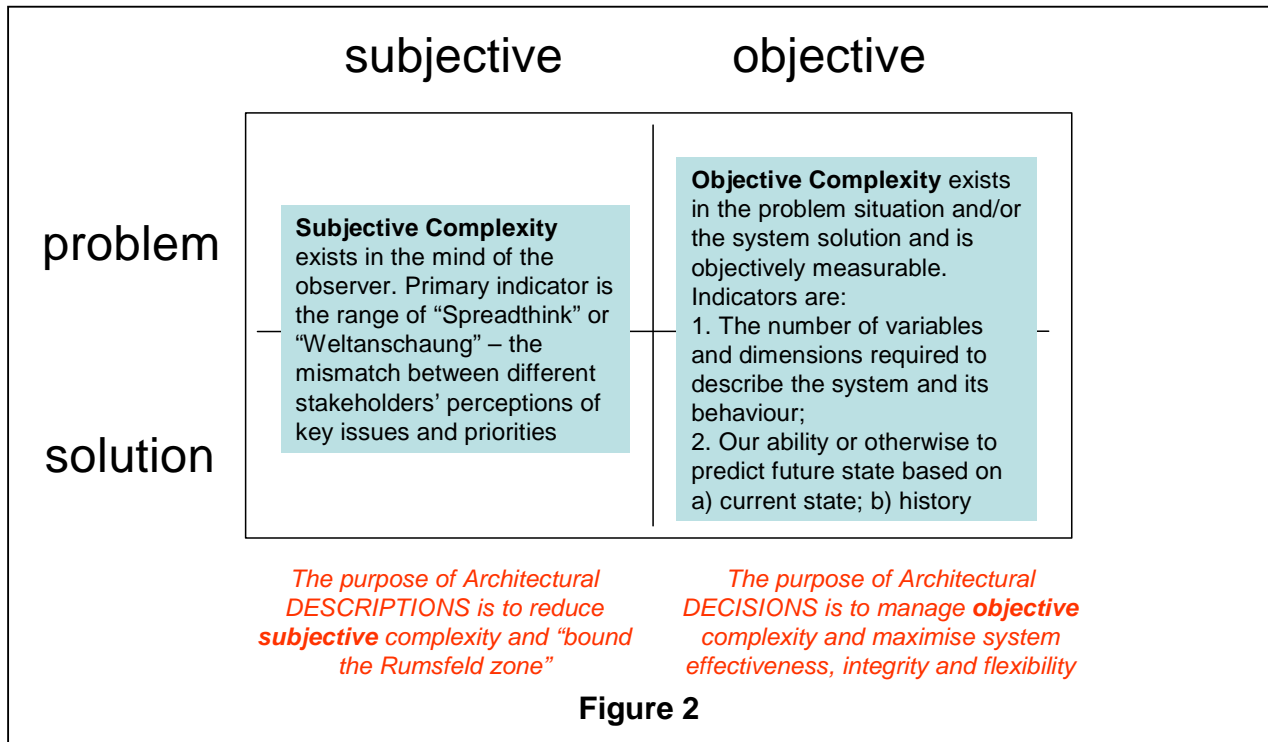 subjective
objective
problem
solution
Subjective Complexity
exists in the mind of the
observer. Primary indicator is
the range of “Spreadthink” or
“Weltanschaung” – the
mismatch between different
stakeholders’ perceptions of
key issues and priorities
Objective Complexity exists
in the problem situation and/or
the system solution and is
objectively measurable.
Indicators are:
1. The number of variables
and dimensions required to
describe the system and its
behaviour;
2. Our ability or otherwise to
predict future state based on
a) current state; b) history
The purpose of Architectural
DESCRIPTIONS is to reduce
subjective complexity and “bound
the Rumsfeld zone”
The purpose of Architectural
DECISIONS is to manage objective
complexity and maximise system
effectiveness, integrity and flexibility
Figure 2